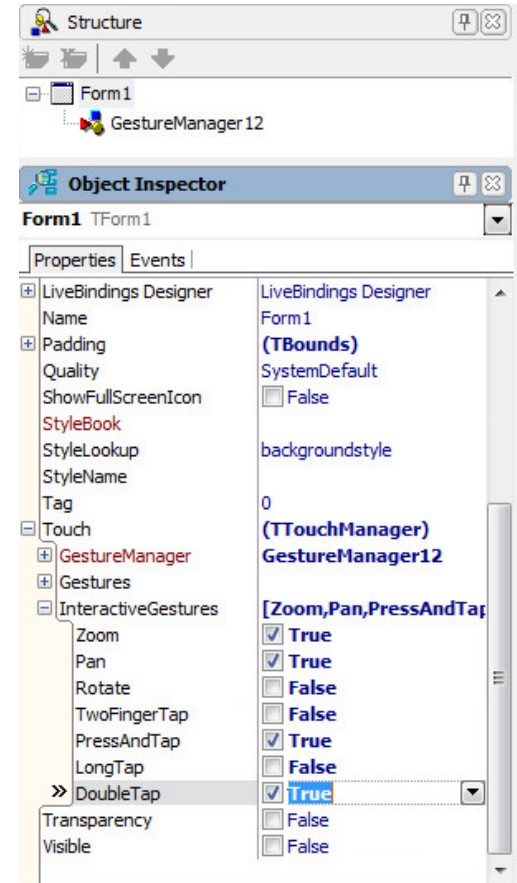 Structure
Form1
GestureManager12
Object Inspector
Form1 TForm1
Properties Events
LiveBindings Designer LiveBindings Designer
Name Form1
Padding (TBounds)
Quality SystemDefault
ShowFullScreenIcon False
StyleBook
StyleLookup backgroundstyle
StyleName
Tag 0
Touch (TTouchManager)
GestureManager GestureManager12
Gestures
InteractiveGestures [Zoom,Pan,PressAndTap
Zoom True
Pan True
Rotate False
TwoFingerTap False
PressAndTap True
LongTap False
DoubleTap True
Transparency False
Visible False